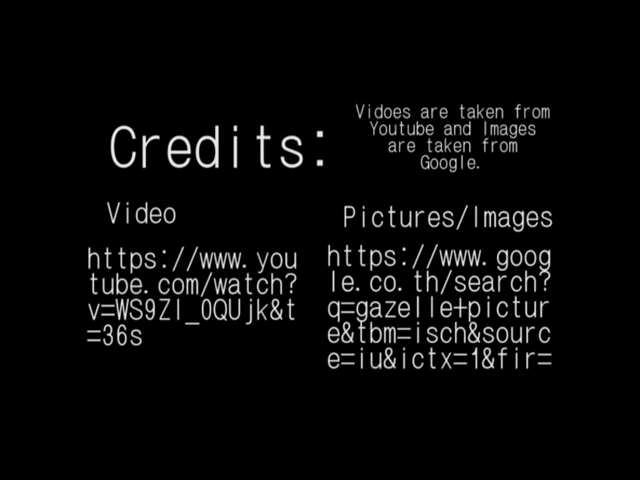 Vidoes are taken from
Youtube and Images
are taken from
Google.
Credits:
Video
https://www.you
tube.com/watch?
v=WS9Zl_0QUjk&t
=36s
Pictures/Images
https://www.goog
le.co.th/search?
q=gazelle+pictur
e&tbm=isch&sourc
e=iu&ictx=1&fir=